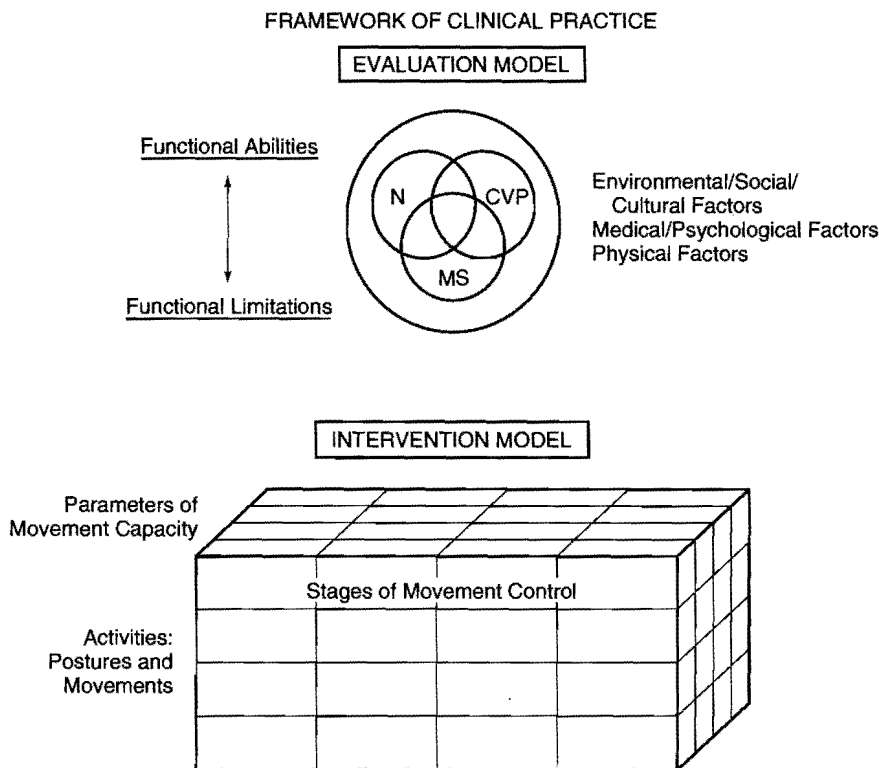 FRAMEWORK OF CLINICAL PRACTICE
EVALUATION MODEL
Functional Abilities
Functional Limitations
N
CVP
MS
Environmental/Social/
Cultural Factors
Medical/Psychological Factors
Physical Factors
INTERVENTION MODEL
Parameters of
Movement Capacity
Stages of Movement Control
Activities:
Postures and
Movements